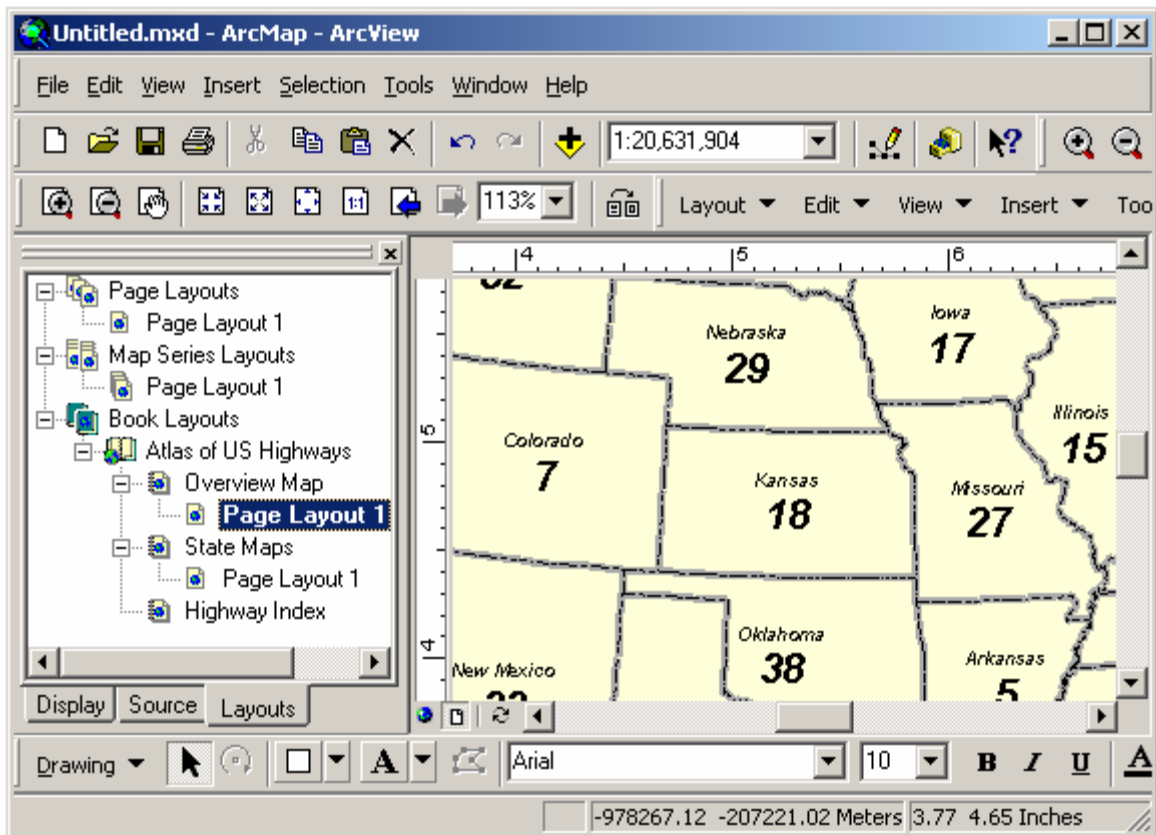 Untitled.mxd - ArcMap - ArcView
File Edit View Insert Selection Tools Window Help
1:20,631,904
1:1 113% Layout Edit View Insert Too
Page Layouts
Page Layout 1
Map Series Layouts
Page Layout 1
Book Layouts
Atlas of US Highways
Overview Map
Page Layout 1
State Maps
Page Layout 1
Highway Index
Display Source Layouts
4 5 6
5
4
Nebraska
29
Iowa
17
Illinois
15
Colorado
7
Kansas
18
Missouri
27
Oklahoma
38
New Mexico
Arkansas
5
Drawing A Arial 10 B I U A
-978267.12 -207221.02 Meters 3.77 4.65 Inches